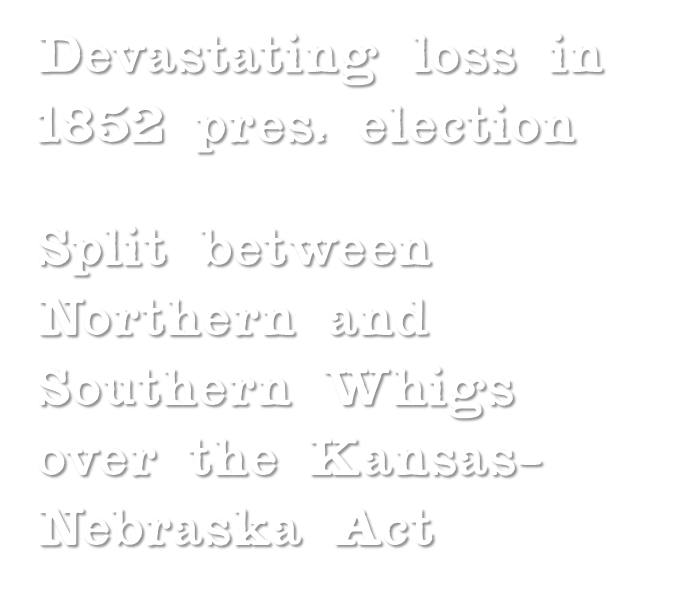 Devastating loss in
1852 pres. election
Split between
Northern and
Southern Whigs
over the Kansas-
Nebraska Act